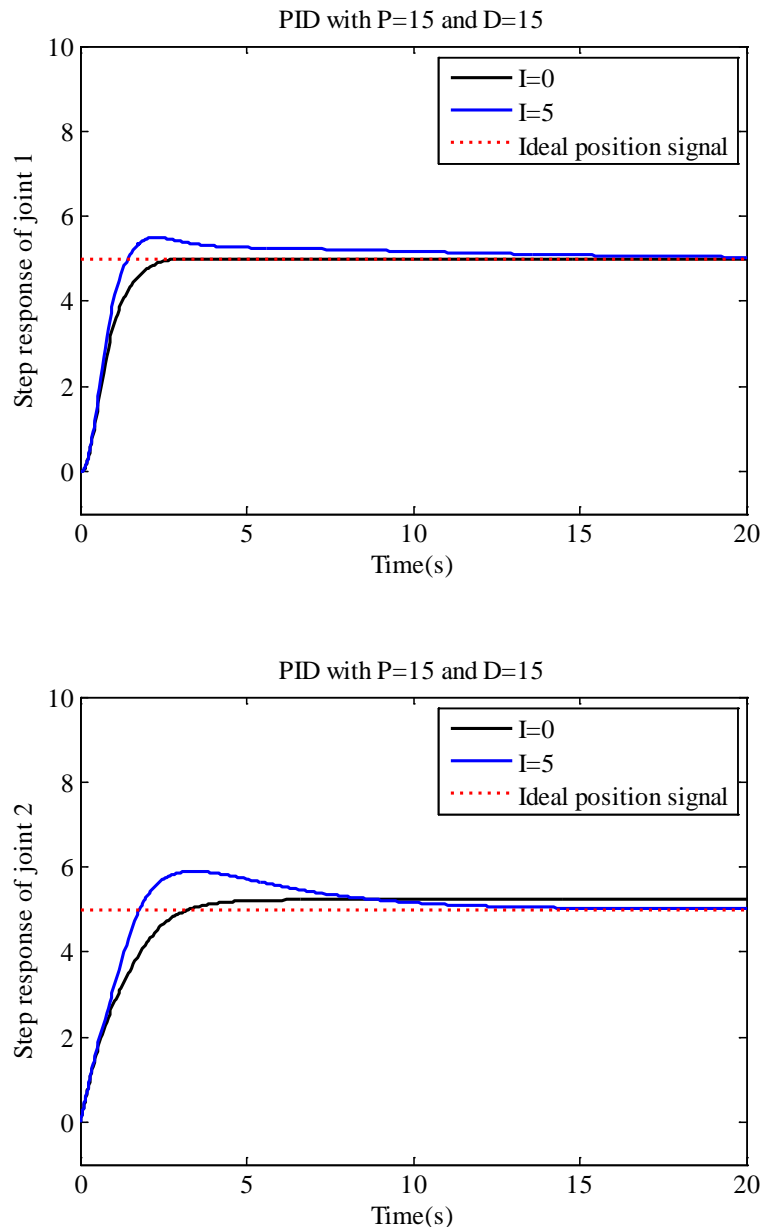 PID with P=15 and D=15
10
8
6
4
2
0
Step response of joint 1
I=0
I=5
Ideal position signal
0
5
10
15
20
Time(s)
PID with P=15 and D=15
10
8
6
4
2
0
Step response of joint 2
I=0
I=5
Ideal position signal
0
5
10
15
20
Time(s)